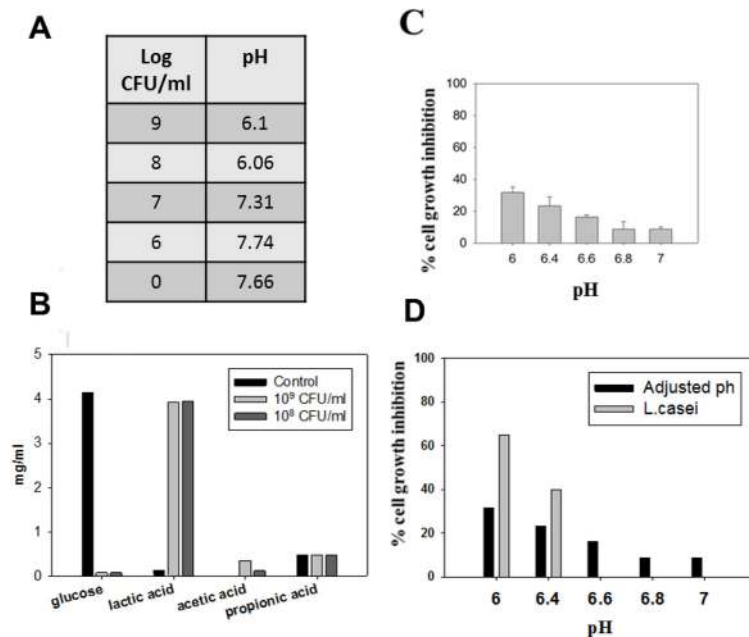 A
Log CFU/ml
pH
9
6.1
8
6.06
7
7.31
6
7.74
0
7.66
B
5
4
3
2
1
0
mg/ml
Control
10⁹ CFU/ml
10⁸ CFU/ml
glucose
lactic acid
acetic acid
propionic acid
C
100
80
60
40
20
0
% cell growth inhibition
6
6.4
6.6
6.8
7
pH
D
100
80
60
40
20
0
% cell growth inhibition
Adjusted ph
L.casei
6
6.4
6.6
6.8
7
pH